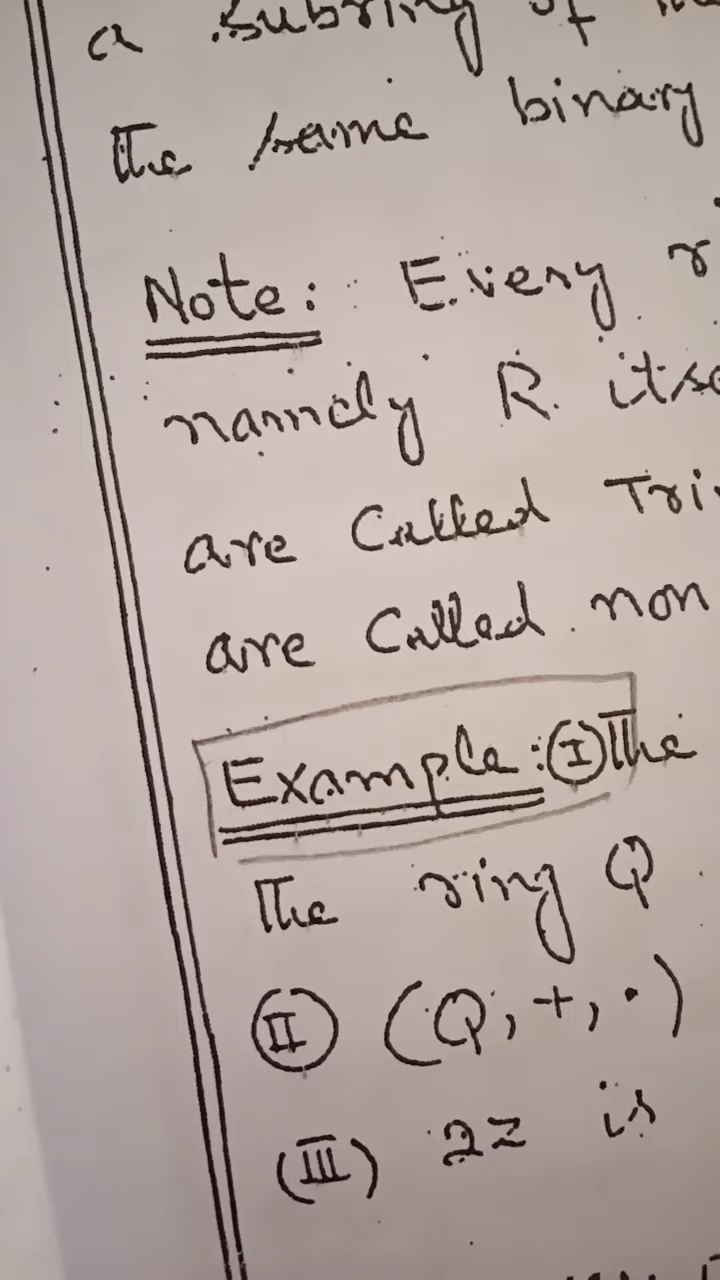 a subring of
the same binary
Note: Every r
namely R. itse
are Called Tri
are Called non
Example: (I) The
The ring Q
(II) (Q, +, ·)
(III) 2z is